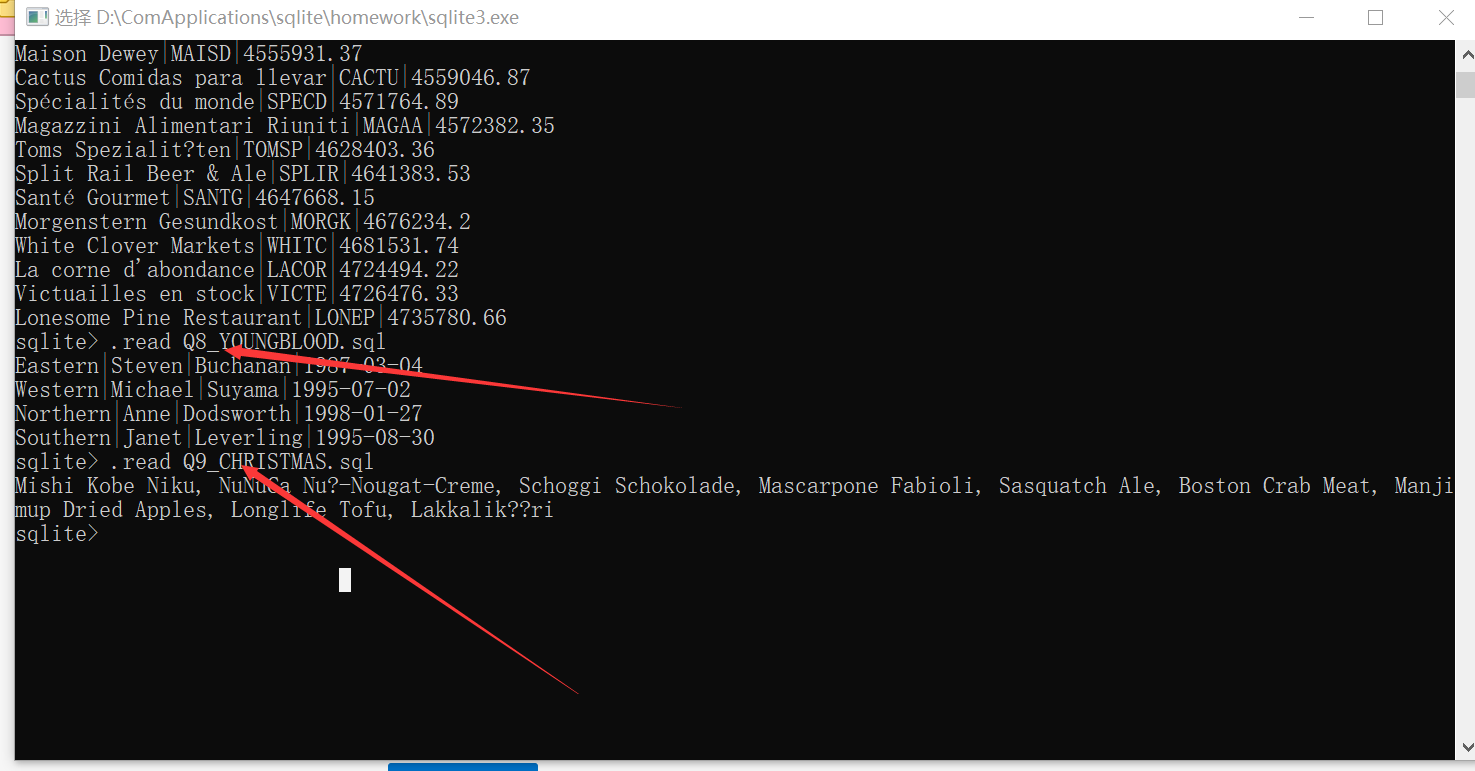 选择 D:\ComApplications\sqlite\homework\sqlite3.exe
Maison Dewey|MAISD|4555931.37
Cactus Comidas para llevar|CACTU|4559046.87
Spécialités du monde|SPECD|4571764.89
Magazzini Alimentari Riuniti|MAGAA|4572382.35
Toms Spezialit?ten|TOMSP|4628403.36
Split Rail Beer & Ale|SPLIR|4641383.53
Santé Gourmet|SANTG|4647668.15
Morgenstern Gesundkost|MORGK|4676234.2
White Clover Markets|WHITC|4681531.74
La corne d'abondance|LACOR|4724494.22
Victuailles en stock|VICTE|4726476.33
Lonesome Pine Restaurant|LONEP|4735780.66
sqlite> .read Q8_YOUNGBLOOD.sql
Eastern|Steven|Buchanan|1987-03-04
Western|Michael|Suyama|1995-07-02
Northern|Anne|Dodsworth|1998-01-27
Southern|Janet|Leverling|1995-08-30
sqlite> .read Q9_CHRISTMAS.sql
Mishi Kobe Niku, NuNuCa Nu?-Nougat-Creme, Schoggi Schokolade, Mascarpone Fabioli, Sasquatch Ale, Boston Crab Meat, Manji
mup Dried Apples, Longlife Tofu, Lakkalik??ri
sqlite>